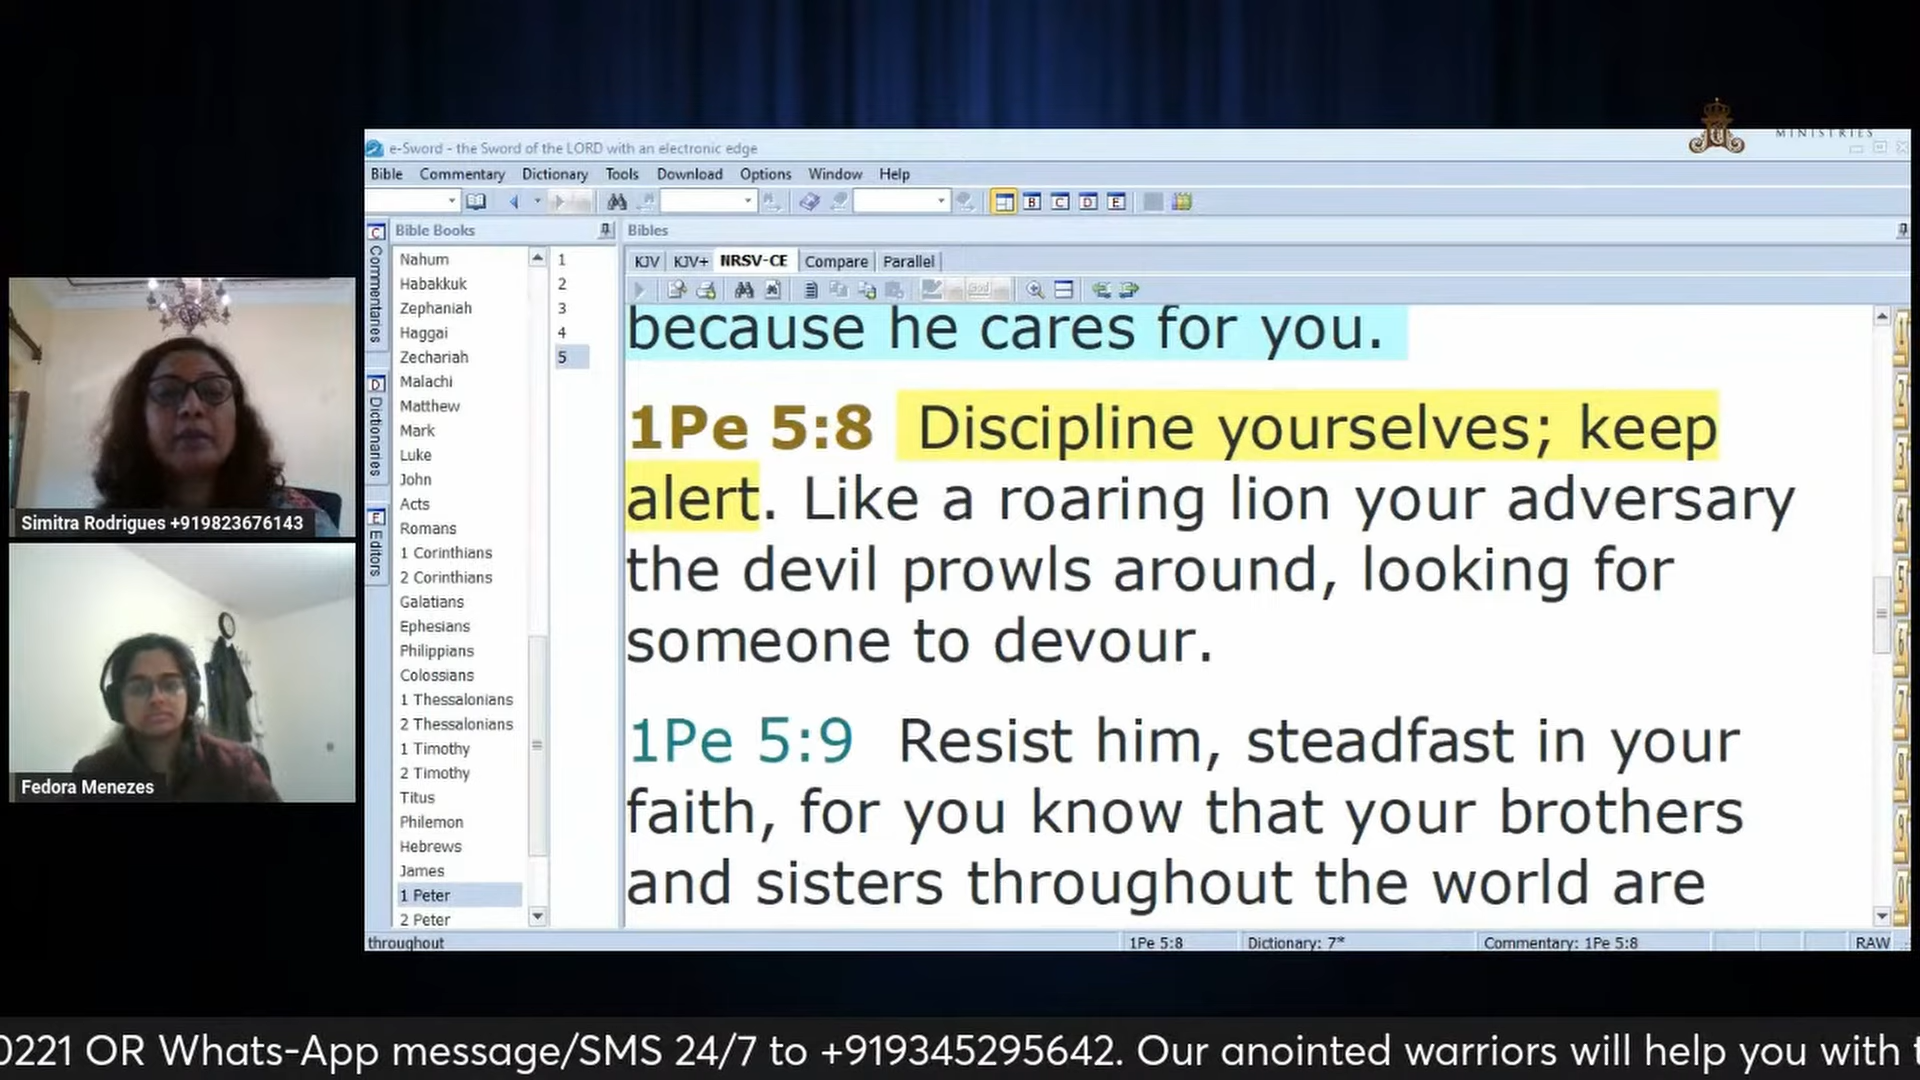 MINISTRIES
e-Sword - the Sword of the LORD with an electronic edge
Bible Commentary Dictionary Tools Download Options Window Help
B C D E
C Commentaries
D Dictionaries
E Editors
Bible Books
Nahum
Habakkuk
Zephaniah
Haggai
Zechariah
Malachi
Matthew
Mark
Luke
John
Acts
Romans
1 Corinthians
2 Corinthians
Galatians
Ephesians
Philippians
Colossians
1 Thessalonians
2 Thessalonians
1 Timothy
2 Timothy
Titus
Philemon
Hebrews
James
1 Peter
2 Peter
1
2
3
4
5
Bibles
KJV KJV+ NRSV-CE Compare Parallel
because he cares for you.
1Pe 5:8 Discipline yourselves; keep
alert. Like a roaring lion your adversary
the devil prowls around, looking for
someone to devour.
1Pe 5:9 Resist him, steadfast in your
faith, for you know that your brothers
and sisters throughout the world are
throughout 1Pe 5:8 Dictionary: 7* Commentary: 1Pe 5:8 RAW
Simitra Rodrigues +919823676143
Fedora Menezes
0221 OR Whats-App message/SMS 24/7 to +919345295642. Our anointed warriors will help you with